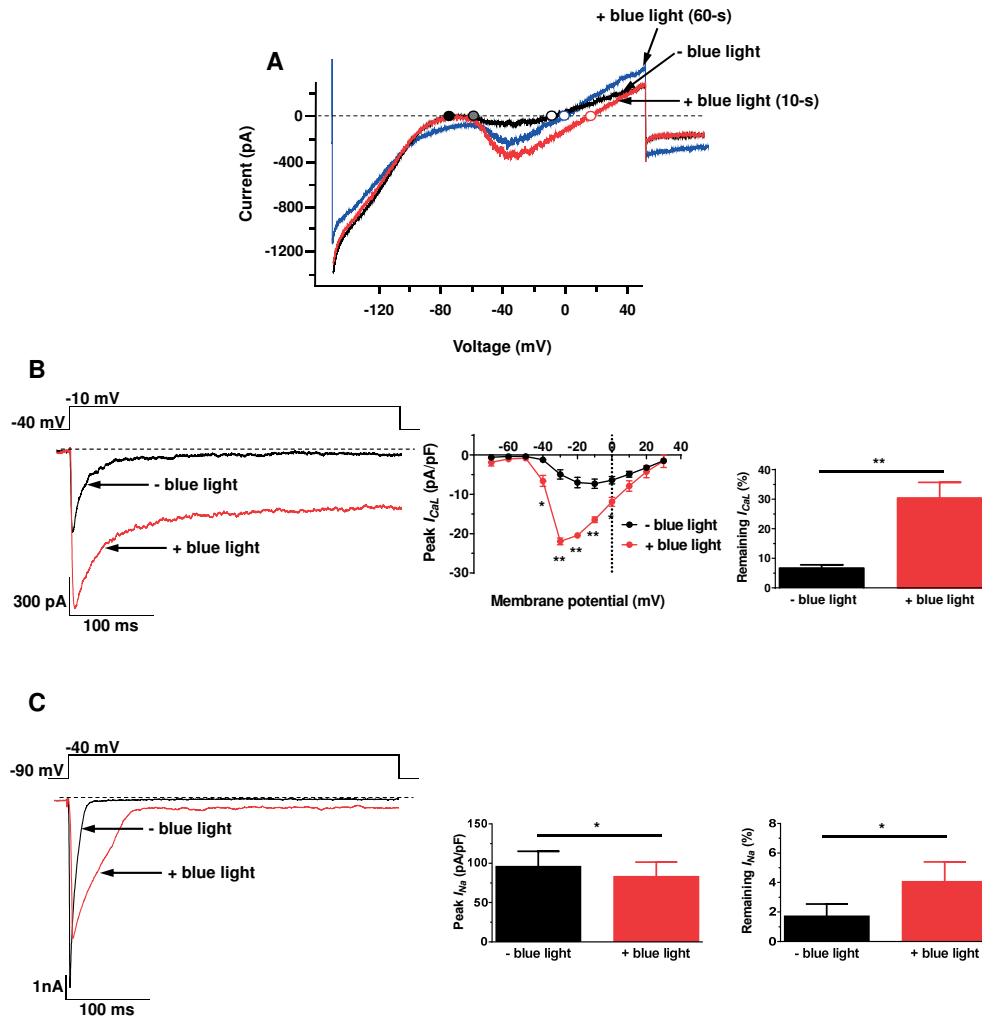 A
+ blue light (60-s)
- blue light
+ blue light (10-s)
Current (pA)
0
-400
-800
-1200
-120 -80 -40 0 40
Voltage (mV)
B
-10 mV
-40 mV
- blue light
+ blue light
300 pA
100 ms
-60 -40 -20 0 20 40
Peak ICaL (pA/pF)
0
-10
-20
-30
*
**
**
**
*
- blue light
+ blue light
Membrane potential (mV)
Remaining ICaL (%)
40
30
20
10
0
**
- blue light + blue light
C
-40 mV
-90 mV
- blue light
+ blue light
1nA
100 ms
Peak INa (pA/pF)
150
100
50
0
*
- blue light + blue light
Remaining INa (%)
8
6
4
2
0
*
- blue light + blue light